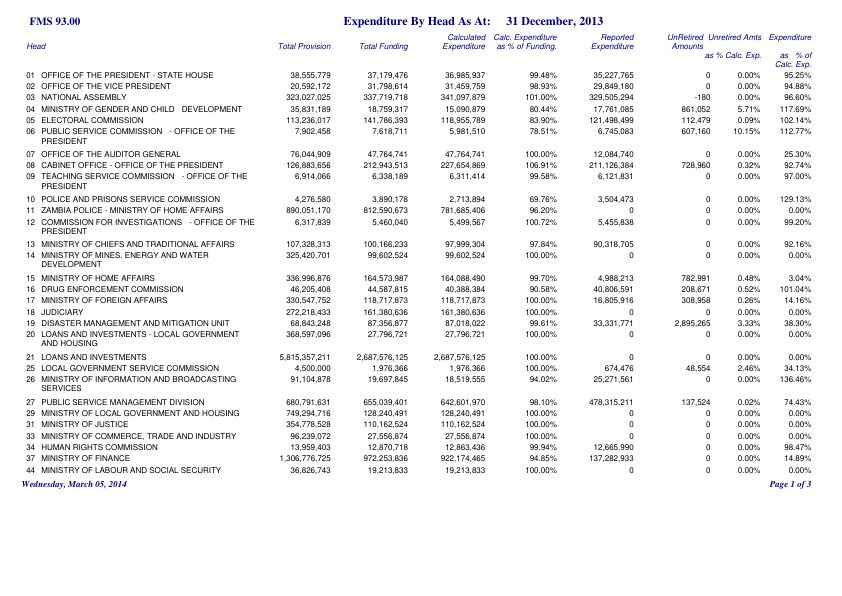 FMS 93.00 Expenditure By Head As At: 31 December, 2013
Calculated Calc. Expenditure Reported UnRetired Unretired Amts Expenditure
Head Total Provision Total Funding Expenditure as % of Funding. Expenditure Amounts
as % Calc. Exp. as % of
Calc. Exp.
01 OFFICE OF THE PRESIDENT - STATE HOUSE 38,555,779 37,179,476 36,985,937 99.48% 35,227,765 0 0.00% 95.25%
02 OFFICE OF THE VICE PRESIDENT 20,592,172 31,798,614 31,459,759 98.93% 29,849,180 0 0.00% 94.88%
03 NATIONAL ASSEMBLY 323,027,025 337,719,718 341,097,879 101.00% 329,505,294 -180 0.00% 96.60%
04 MINISTRY OF GENDER AND CHILD DEVELOPMENT 35,831,189 18,759,317 15,090,879 80.44% 17,761,085 861,052 5.71% 117.69%
05 ELECTORAL COMMISSION 113,236,017 141,786,393 118,955,789 83.90% 121,498,499 112,479 0.09% 102.14%
06 PUBLIC SERVICE COMMISSION - OFFICE OF THE 7,902,458 7,618,711 5,981,510 78.51% 6,745,083 607,160 10.15% 112.77%
PRESIDENT
07 OFFICE OF THE AUDITOR GENERAL 76,044,909 47,764,741 47,764,741 100.00% 12,084,740 0 0.00% 25.30%
08 CABINET OFFICE - OFFICE OF THE PRESIDENT 126,883,656 212,943,513 227,654,869 106.91% 211,126,384 728,960 0.32% 92.74%
09 TEACHING SERVICE COMMISSION - OFFICE OF THE 6,914,066 6,338,189 6,311,414 99.58% 6,121,831 0 0.00% 97.00%
PRESIDENT
10 POLICE AND PRISONS SERVICE COMMISSION 4,276,580 3,890,178 2,713,894 69.76% 3,504,473 0 0.00% 129.13%
11 ZAMBIA POLICE - MINISTRY OF HOME AFFAIRS 890,051,170 812,590,673 781,685,406 96.20% 0 0 0.00% 0.00%
12 COMMISSION FOR INVESTIGATIONS - OFFICE OF THE 6,317,839 5,460,040 5,499,567 100.72% 5,455,838 0 0.00% 99.20%
PRESIDENT
13 MINISTRY OF CHIEFS AND TRADITIONAL AFFAIRS 107,328,313 100,166,233 97,999,304 97.84% 90,318,705 0 0.00% 92.16%
14 MINISTRY OF MINES, ENERGY AND WATER 325,420,701 99,602,524 99,602,524 100.00% 0 0 0.00% 0.00%
DEVELOPMENT
15 MINISTRY OF HOME AFFAIRS 336,996,876 164,573,987 164,088,490 99.70% 4,988,213 782,991 0.48% 3.04%
16 DRUG ENFORCEMENT COMMISSION 46,205,408 44,587,815 40,388,384 90.58% 40,806,591 208,671 0.52% 101.04%
17 MINISTRY OF FOREIGN AFFAIRS 330,547,752 118,717,873 118,717,873 100.00% 16,805,916 308,958 0.26% 14.16%
18 JUDICIARY 272,218,433 161,380,636 161,380,636 100.00% 0 0 0.00% 0.00%
19 DISASTER MANAGEMENT AND MITIGATION UNIT 68,843,248 87,356,877 87,018,022 99.61% 33,331,771 2,895,265 3.33% 38.30%
20 LOANS AND INVESTMENTS - LOCAL GOVERNMENT 368,597,096 27,796,721 27,796,721 100.00% 0 0 0.00% 0.00%
AND HOUSING
21 LOANS AND INVESTMENTS 5,815,357,211 2,687,576,125 2,687,576,125 100.00% 0 0 0.00% 0.00%
25 LOCAL GOVERNMENT SERVICE COMMISSION 4,500,000 1,976,366 1,976,366 100.00% 674,476 48,554 2.46% 34.13%
26 MINISTRY OF INFORMATION AND BROADCASTING 91,104,878 19,697,845 18,519,555 94.02% 25,271,561 0 0.00% 136.46%
SERVICES
27 PUBLIC SERVICE MANAGEMENT DIVISION 680,791,631 655,039,401 642,601,970 98.10% 478,315,211 137,524 0.02% 74.43%
29 MINISTRY OF LOCAL GOVERNMENT AND HOUSING 749,294,716 128,240,491 128,240,491 100.00% 0 0 0.00% 0.00%
31 MINISTRY OF JUSTICE 354,778,528 110,162,524 110,162,524 100.00% 0 0 0.00% 0.00%
33 MINISTRY OF COMMERCE, TRADE AND INDUSTRY 96,239,072 27,556,874 27,556,874 100.00% 0 0 0.00% 0.00%
34 HUMAN RIGHTS COMMISSION 13,959,403 12,870,718 12,863,436 99.94% 12,665,990 0 0.00% 98.47%
37 MINISTRY OF FINANCE 1,306,776,725 972,253,836 922,174,465 94.85% 137,282,933 0 0.00% 14.89%
44 MINISTRY OF LABOUR AND SOCIAL SECURITY 36,826,743 19,213,833 19,213,833 100.00% 0 0 0.00% 0.00%
Wednesday, March 05, 2014 Page 1 of 3